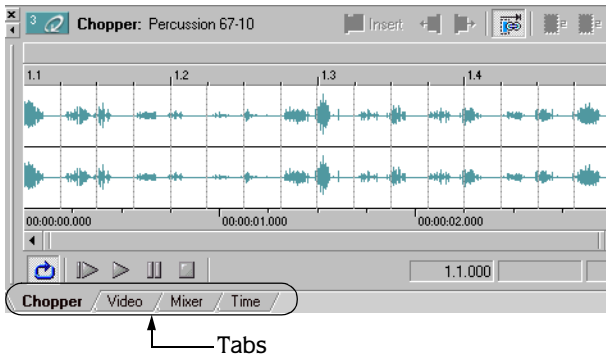 3 Chopper: Percussion 67-10 Insert
1.1 1.2 1.3 1.4
00:00:00.000 00:00:01.000 00:00:02.000
1.1.000
Chopper Video Mixer Time
Tabs